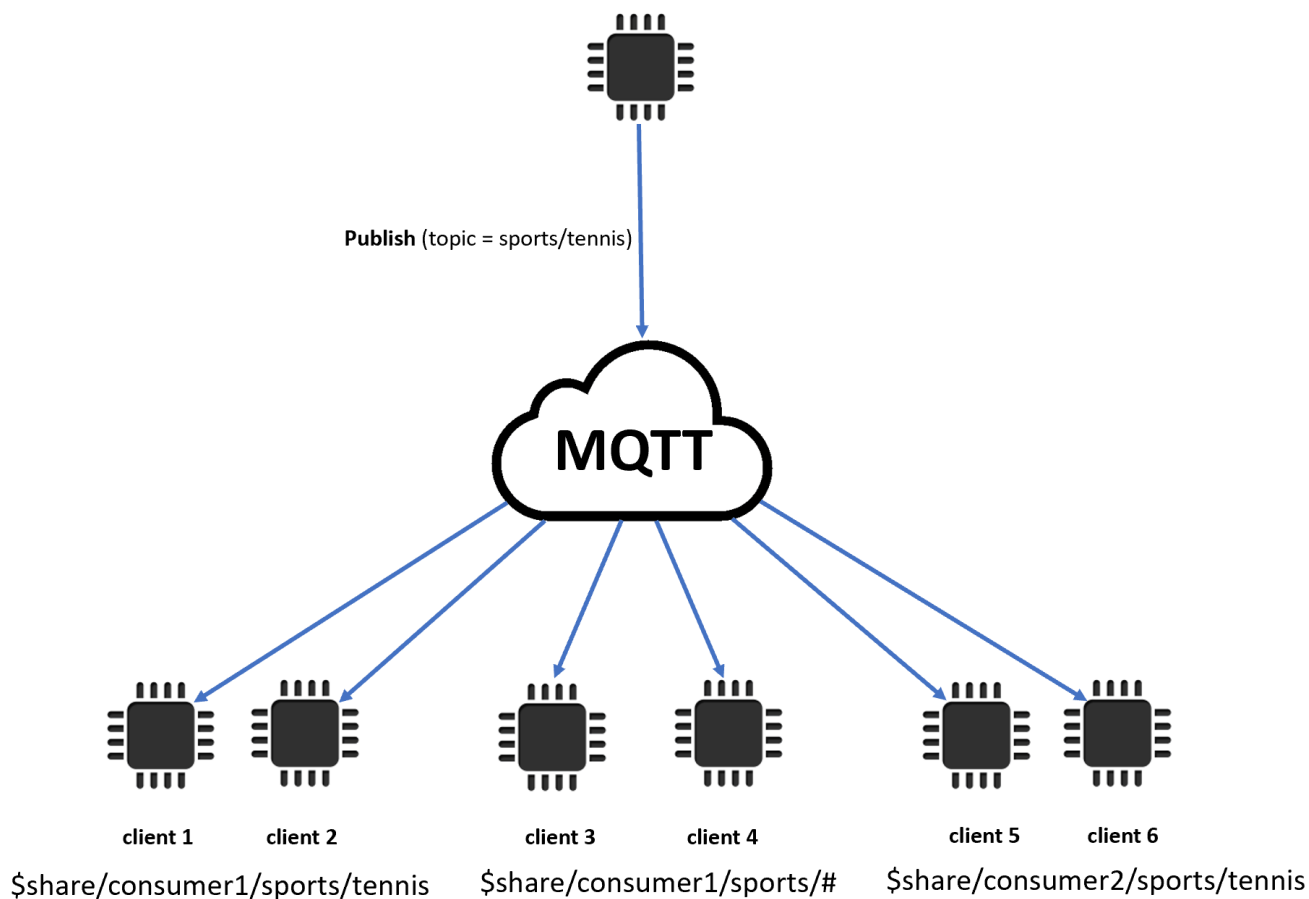 Publish (topic = sports/tennis)
MQTT
client 1
client 2
client 3
client 4
client 5
client 6
$share/consumer1/sports/tennis
$share/consumer1/sports/#
$share/consumer2/sports/tennis